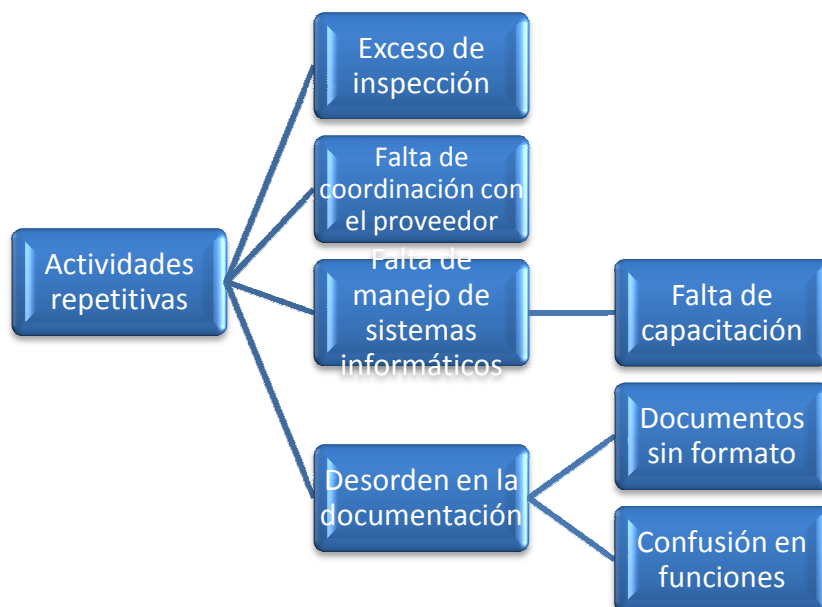 Exceso de
inspección
Falta de
coordinación con
el proveedor
Actividades
repetitivas
Falta de
manejo de
sistemas
informáticos
Falta de
capacitación
Documentos
sin formato
Desorden en la
documentación
Confusión en
funciones